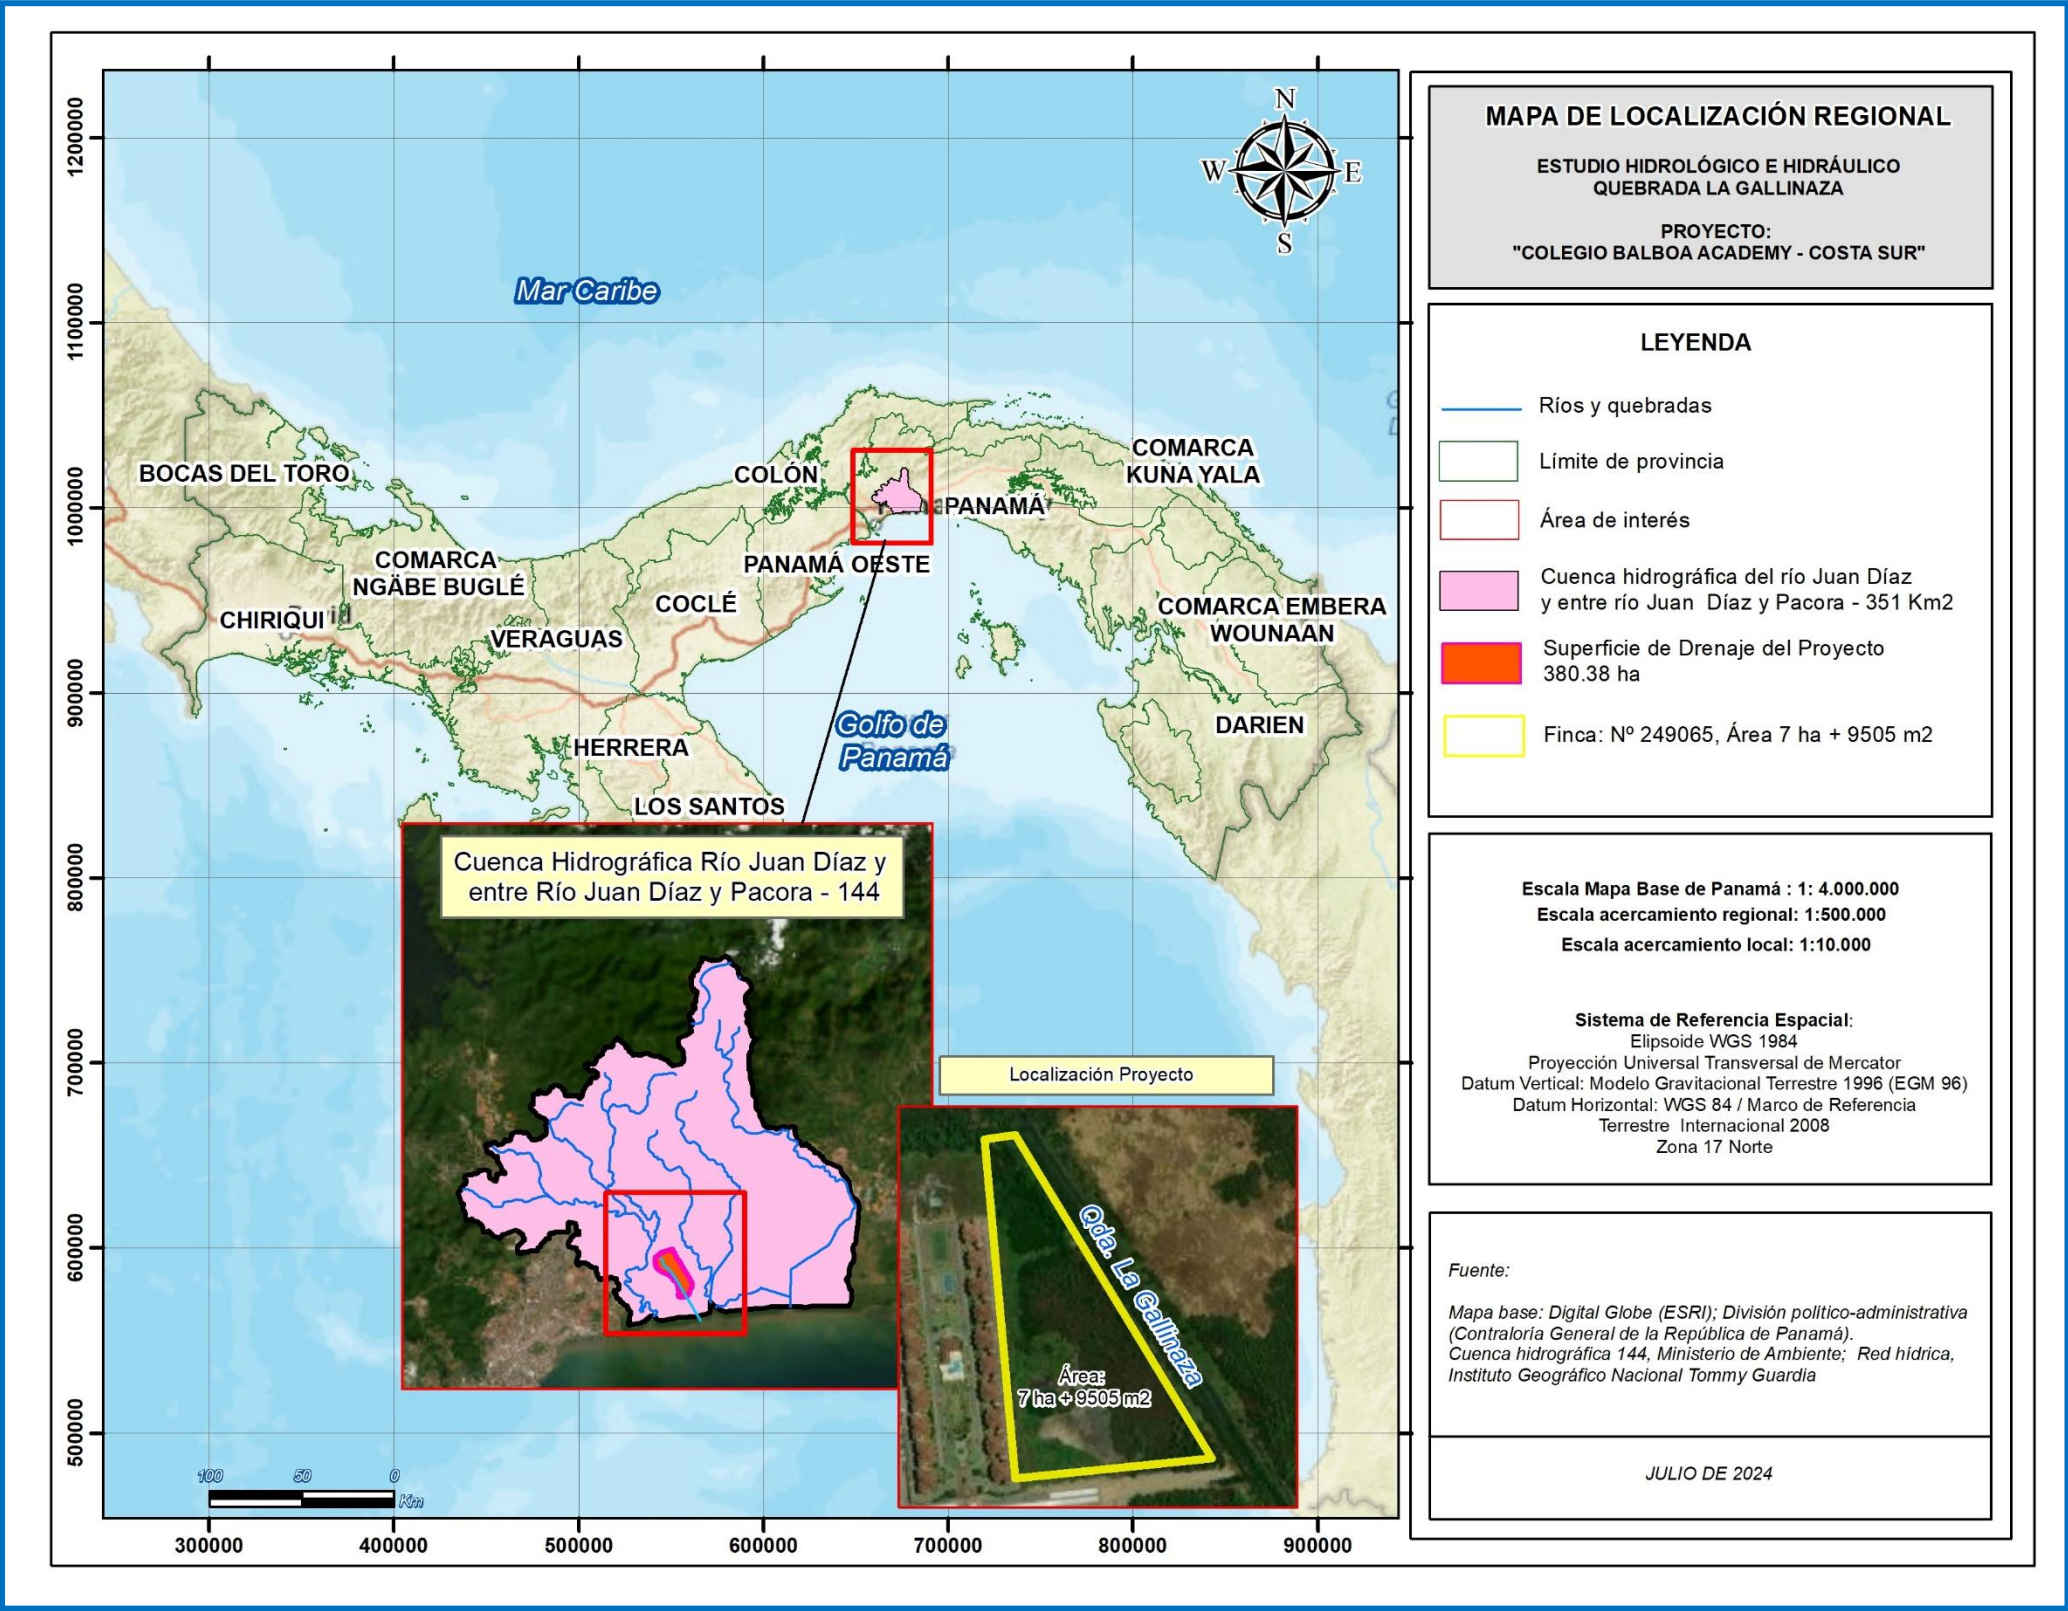 MAPA DE LOCALIZACIÓN REGIONAL
ESTUDIO HIDROLÓGICO E HIDRÁULICO
QUEBRADA LA GALLINAZA
PROYECTO:
"COLEGIO BALBOA ACADEMY - COSTA SUR"
LEYENDA
Ríos y quebradas
Límite de provincia
Área de interés
Cuenca hidrográfica del río Juan Díaz
y entre río Juan Díaz y Pacora - 351 Km2
Superficie de Drenaje del Proyecto
380.38 ha
Finca: Nº 249065, Área 7 ha + 9505 m2
Escala Mapa Base de Panamá : 1: 4.000.000
Escala acercamiento regional: 1:500.000
Escala acercamiento local: 1:10.000
Sistema de Referencia Espacial:
Elipsoide WGS 1984
Proyección Universal Transversal de Mercator
Datum Vertical: Modelo Gravitacional Terrestre 1996 (EGM 96)
Datum Horizontal: WGS 84 / Marco de Referencia
Terrestre Internacional 2008
Zona 17 Norte
Fuente:
Mapa base: Digital Globe (ESRI); División político-administrativa
(Contraloría General de la República de Panamá).
Cuenca hidrográfica 144, Ministerio de Ambiente; Red hídrica,
Instituto Geográfico Nacional Tommy Guardia
JULIO DE 2024
N
W
E
S
Mar Caribe
BOCAS DEL TORO
COLÓN
COMARCA
KUNA YALA
PANAMÁ
COMARCA
NGÄBE BUGLÉ
PANAMÁ OESTE
CHIRIQUI
COCLÉ
VERAGUAS
COMARCA EMBERA
WOUNAAN
Golfo de
Panamá
DARIEN
HERRERA
LOS SANTOS
Cuenca Hidrográfica Río Juan Díaz y
entre Río Juan Díaz y Pacora - 144
Localización Proyecto
Qda. La Gallinaza
Área:
7 ha + 9505 m2
100 50 0
Km
1200000
1100000
1000000
900000
800000
700000
600000
500000
300000 400000 500000 600000 700000 800000 900000